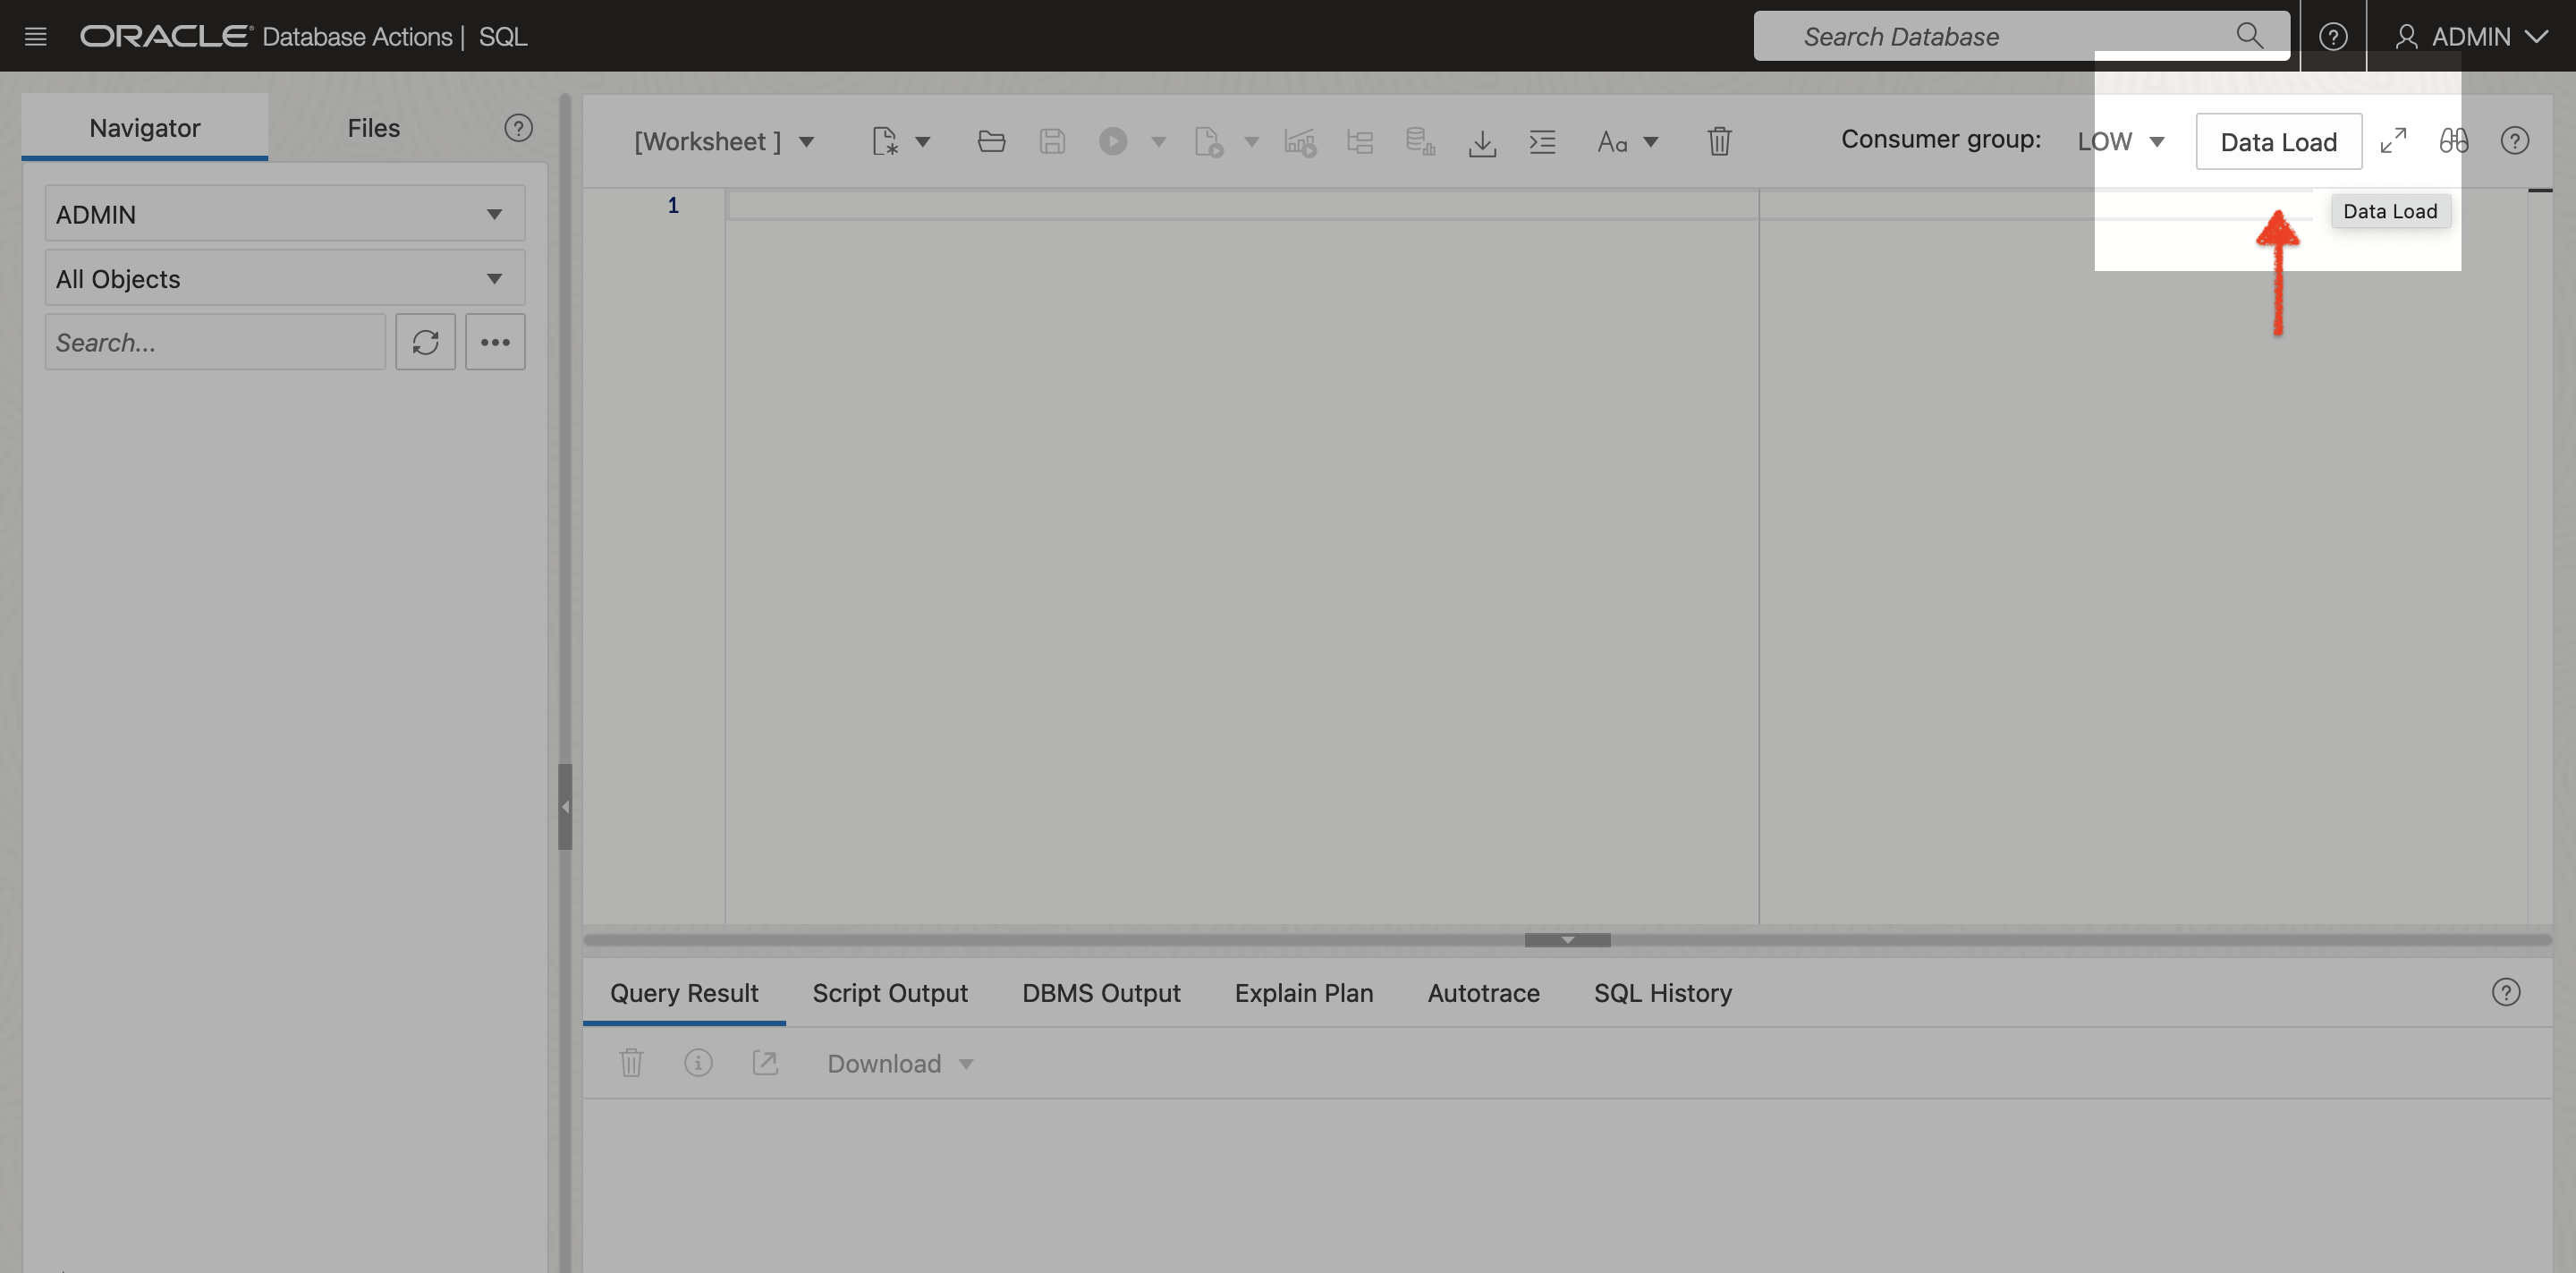 ORACLE Database Actions | SQL
Search Database
ADMIN
Navigator
Files
ADMIN
All Objects
Search...
[Worksheet ]
Aa
Consumer group:
LOW
Data Load
Data Load
1
Query Result
Script Output
DBMS Output
Explain Plan
Autotrace
SQL History
Download